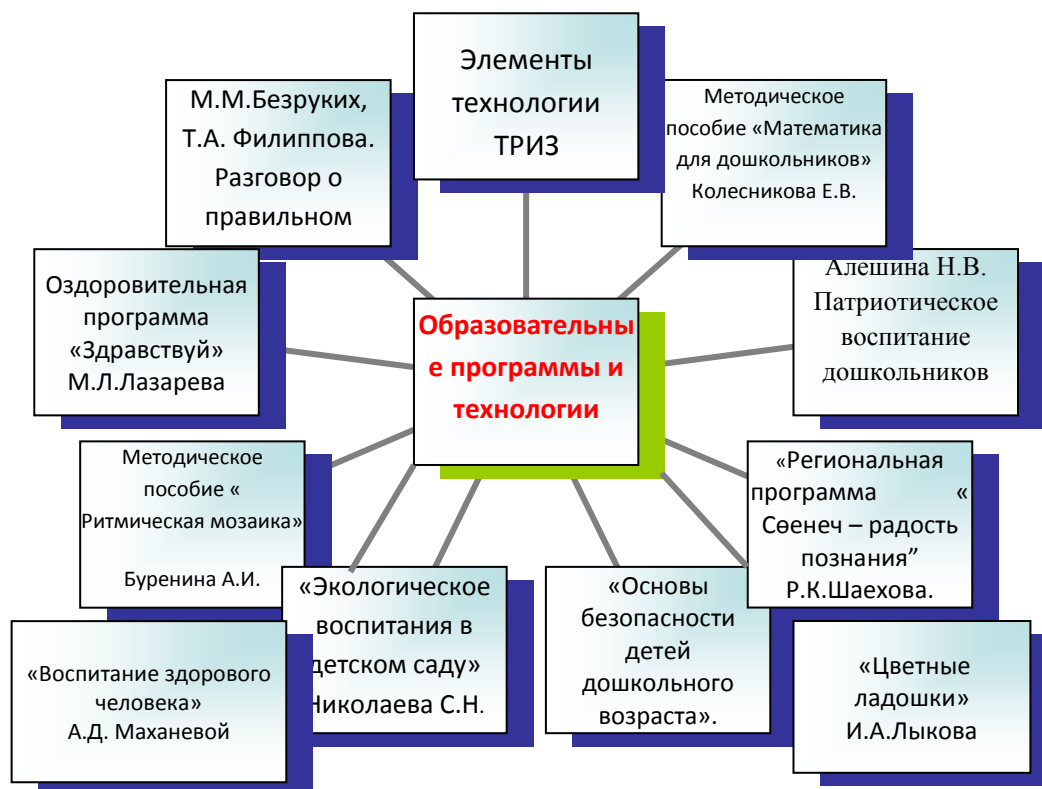 Элементы
технологии
ТРИЗ
М.М.Безруких,
Т.А. Филиппова.
Разговор о
правильном
Методическое
пособие «Математика
для дошкольников»
Колесникова Е.В.
Оздоровительная
программа
«Здравствуй»
М.Л.Лазарева
Образовательны
е программы и
технологии
Алешина Н.В.
Патриотическое
воспитание
дошкольников
Методическое
пособие «
Ритмическая мозаика»
Буренина А.И.
«Региональная
программа «
Сөенеч – радость
познания”
Р.К.Шаехова.
«Экологическое
воспитания в
детском саду»
Николаева С.Н.
«Основы
безопасности
детей
дошкольного
возраста».
«Воспитание здорового
человека»
А.Д. Маханевой
«Цветные
ладошки»
И.А.Лыкова